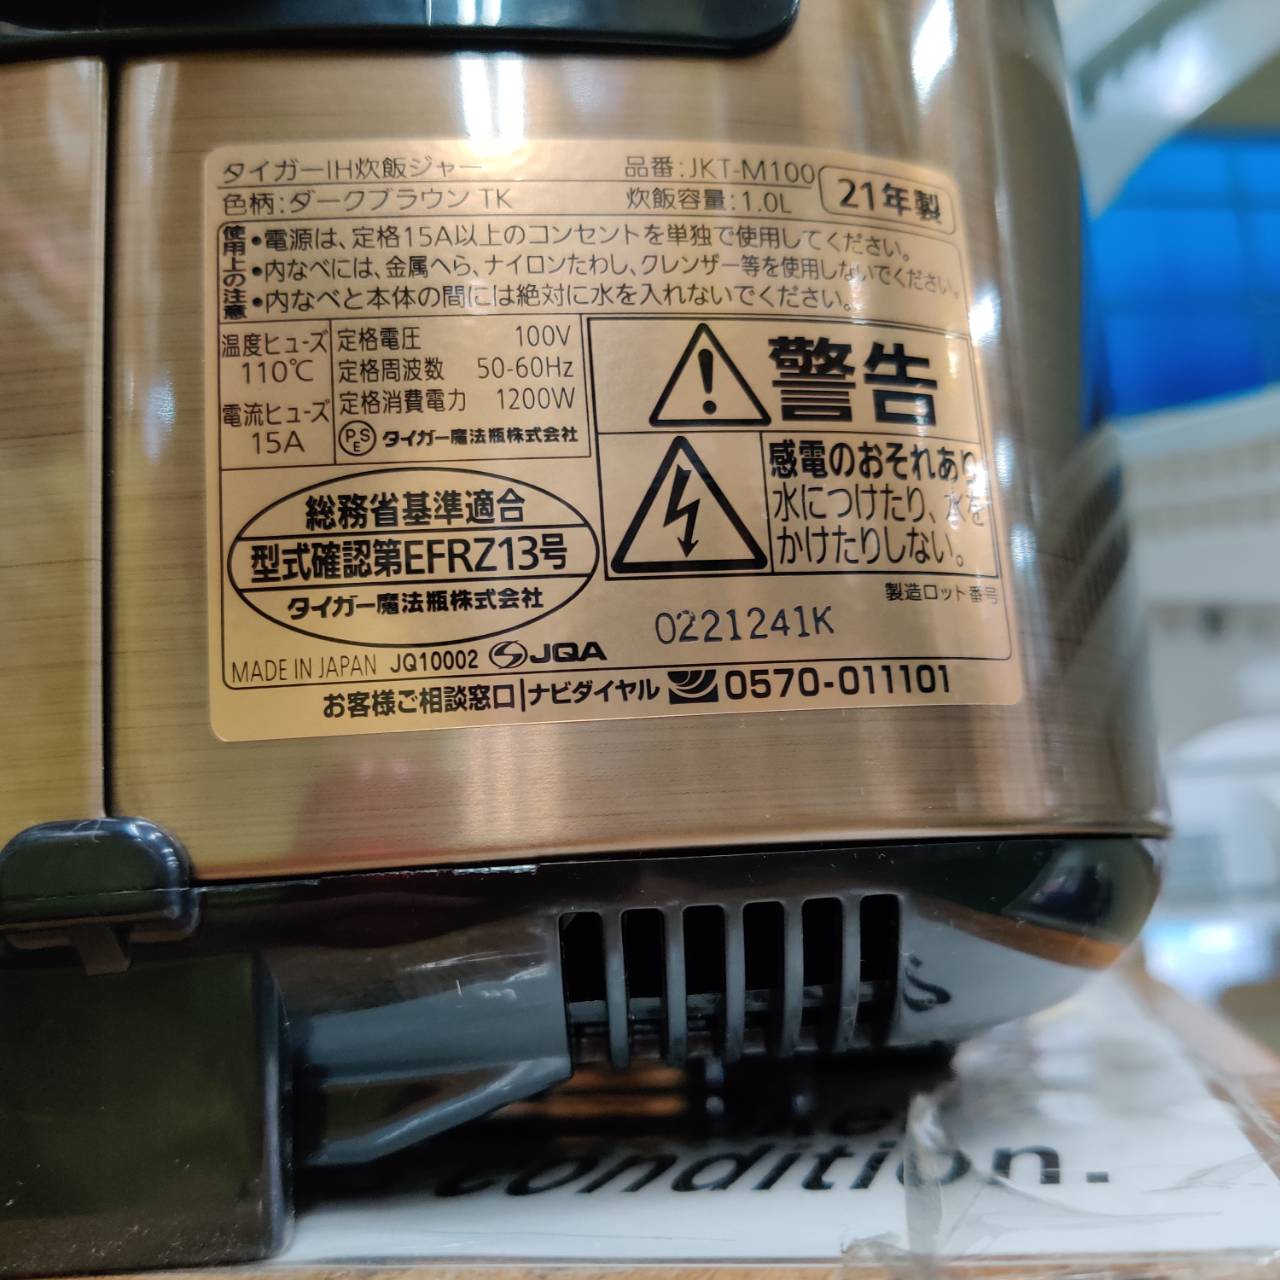 タイガーIH炊飯ジャー 品番:JKT-M100 21年製
色柄:ダークブラウン TK 炊飯容量:1.0L
使用上の注意
•電源は、定格15A以上のコンセントを単独で使用してください。
•内なべには、金属へら、ナイロンたわし、クレンザー等を使用しないでください。
•内なべと本体の間には絶対に水を入れないでください。
温度ヒューズ
110℃
電流ヒューズ
15A
定格電圧 100V
定格周波数 50-60Hz
定格消費電力 1200W
PSE タイガー魔法瓶株式会社
警告
感電のおそれあり
水につけたり、水を
かけたりしない。
総務省基準適合
型式確認第EFRZ13号
タイガー魔法瓶株式会社
製造ロット番号
0221241K
MADE IN JAPAN JQ10002 JQA
お客様ご相談窓口|ナビダイヤル 0570-011101
condition.